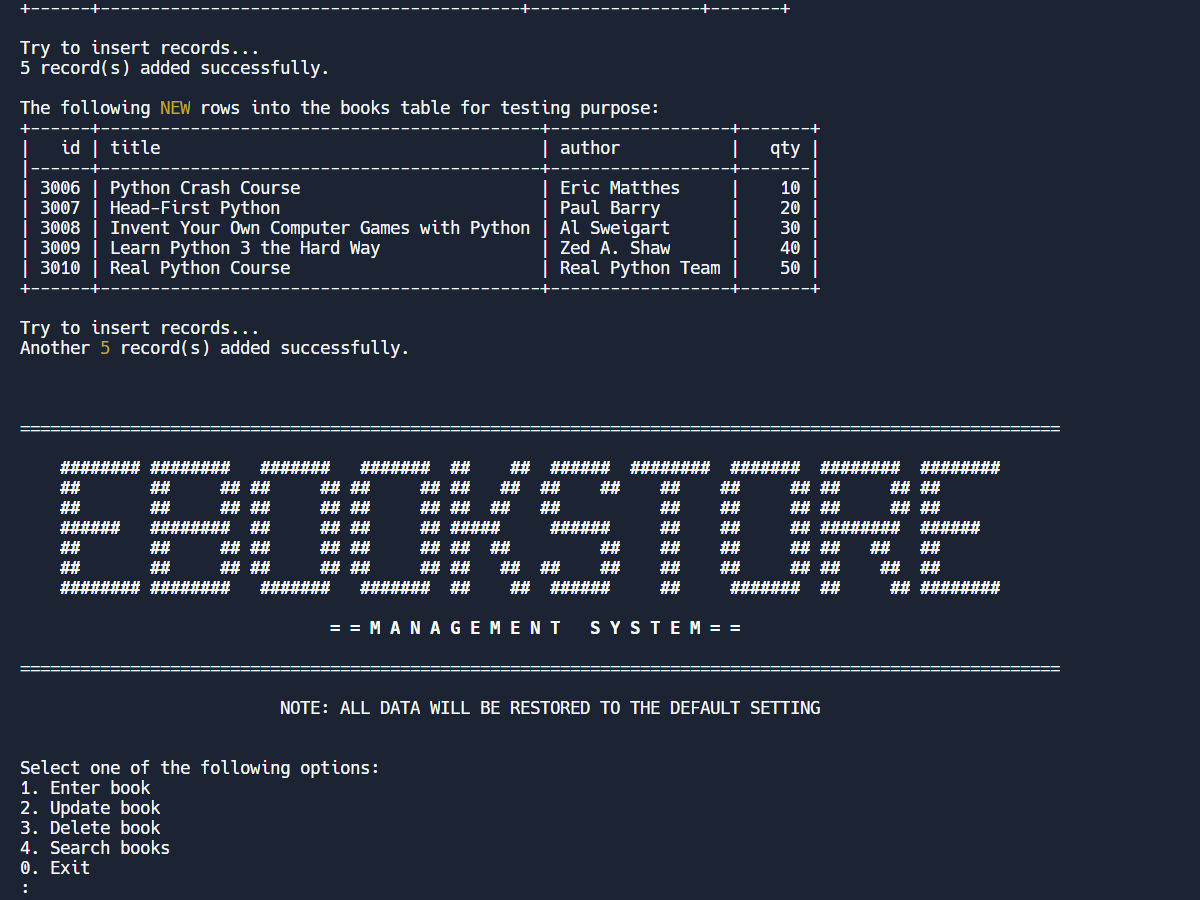 +------+------------------------------------------+-----------------+-------+
Try to insert records...
5 record(s) added successfully.
The following NEW rows into the books table for testing purpose:
+------+--------------------------------------------+------------------+-------+
|   id | title                                      | author           |   qty |
|------+--------------------------------------------+------------------+-------|
| 3006 | Python Crash Course                        | Eric Matthes     |    10 |
| 3007 | Head-First Python                          | Paul Barry       |    20 |
| 3008 | Invent Your Own Computer Games with Python | Al Sweigart      |    30 |
| 3009 | Learn Python 3 the Hard Way                | Zed A. Shaw      |    40 |
| 3010 | Real Python Course                         | Real Python Team |    50 |
+------+--------------------------------------------+------------------+-------+
Try to insert records...
Another 5 record(s) added successfully.
========================================================================================================
EBOOKSTORE
==MANAGEMENT SYSTEM==
========================================================================================================
NOTE: ALL DATA WILL BE RESTORED TO THE DEFAULT SETTING
Select one of the following options:
1. Enter book
2. Update book
3. Delete book
4. Search books
0. Exit
: